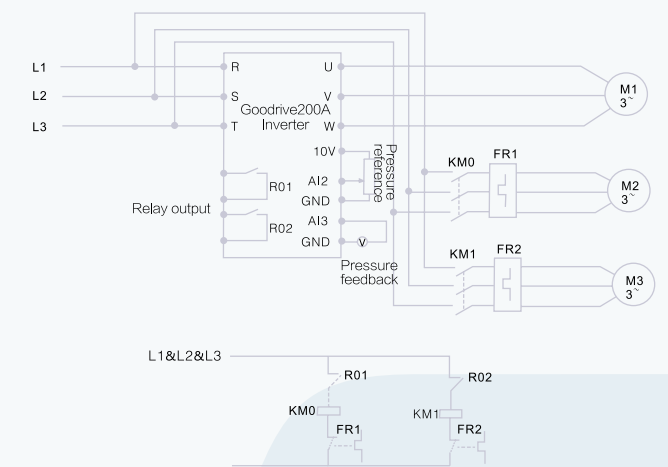 L1
L2
L3
R
S
T
Goodrive200A
Inverter
U
V
W
10V
AI2
GND
AI3
GND
Pressure
reference
V
Pressure
feedback
R01
R02
Relay output
M1
3~
KM0
FR1
M2
3~
KM1
FR2
M3
3~
L1&L2&L3
R01
R02
KM0
KM1
FR1
FR2